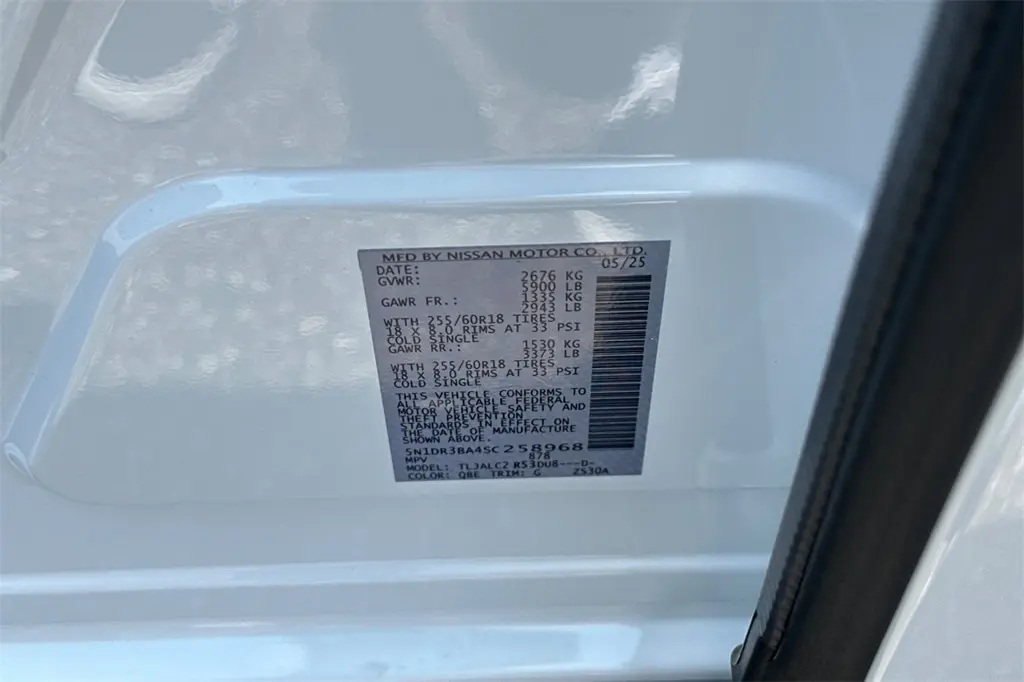 MFD BY NISSAN MOTOR CO., LTD.
DATE: 05/25
GVWR: 2676 KG
5900 LB
GAWR FR.: 1335 KG
2943 LB
WITH 255/60R18 TIRES
18 X 8.0 RIMS AT 33 PSI
COLD SINGLE
GAWR RR.: 1530 KG
3373 LB
WITH 255/60R18 TIRES
18 X 8.0 RIMS AT 33 PSI
COLD SINGLE
THIS VEHICLE CONFORMS TO
ALL APPLICABLE FEDERAL
MOTOR VEHICLE SAFETY AND
THEFT PREVENTION
STANDARDS IN EFFECT ON
THE DATE OF MANUFACTURE
SHOWN ABOVE.
5N1DR3BA4SC258968
MPV 878
MODEL: TLJALC2 R53DU8---D-
COLOR: QBE TRIM: G ZS30A